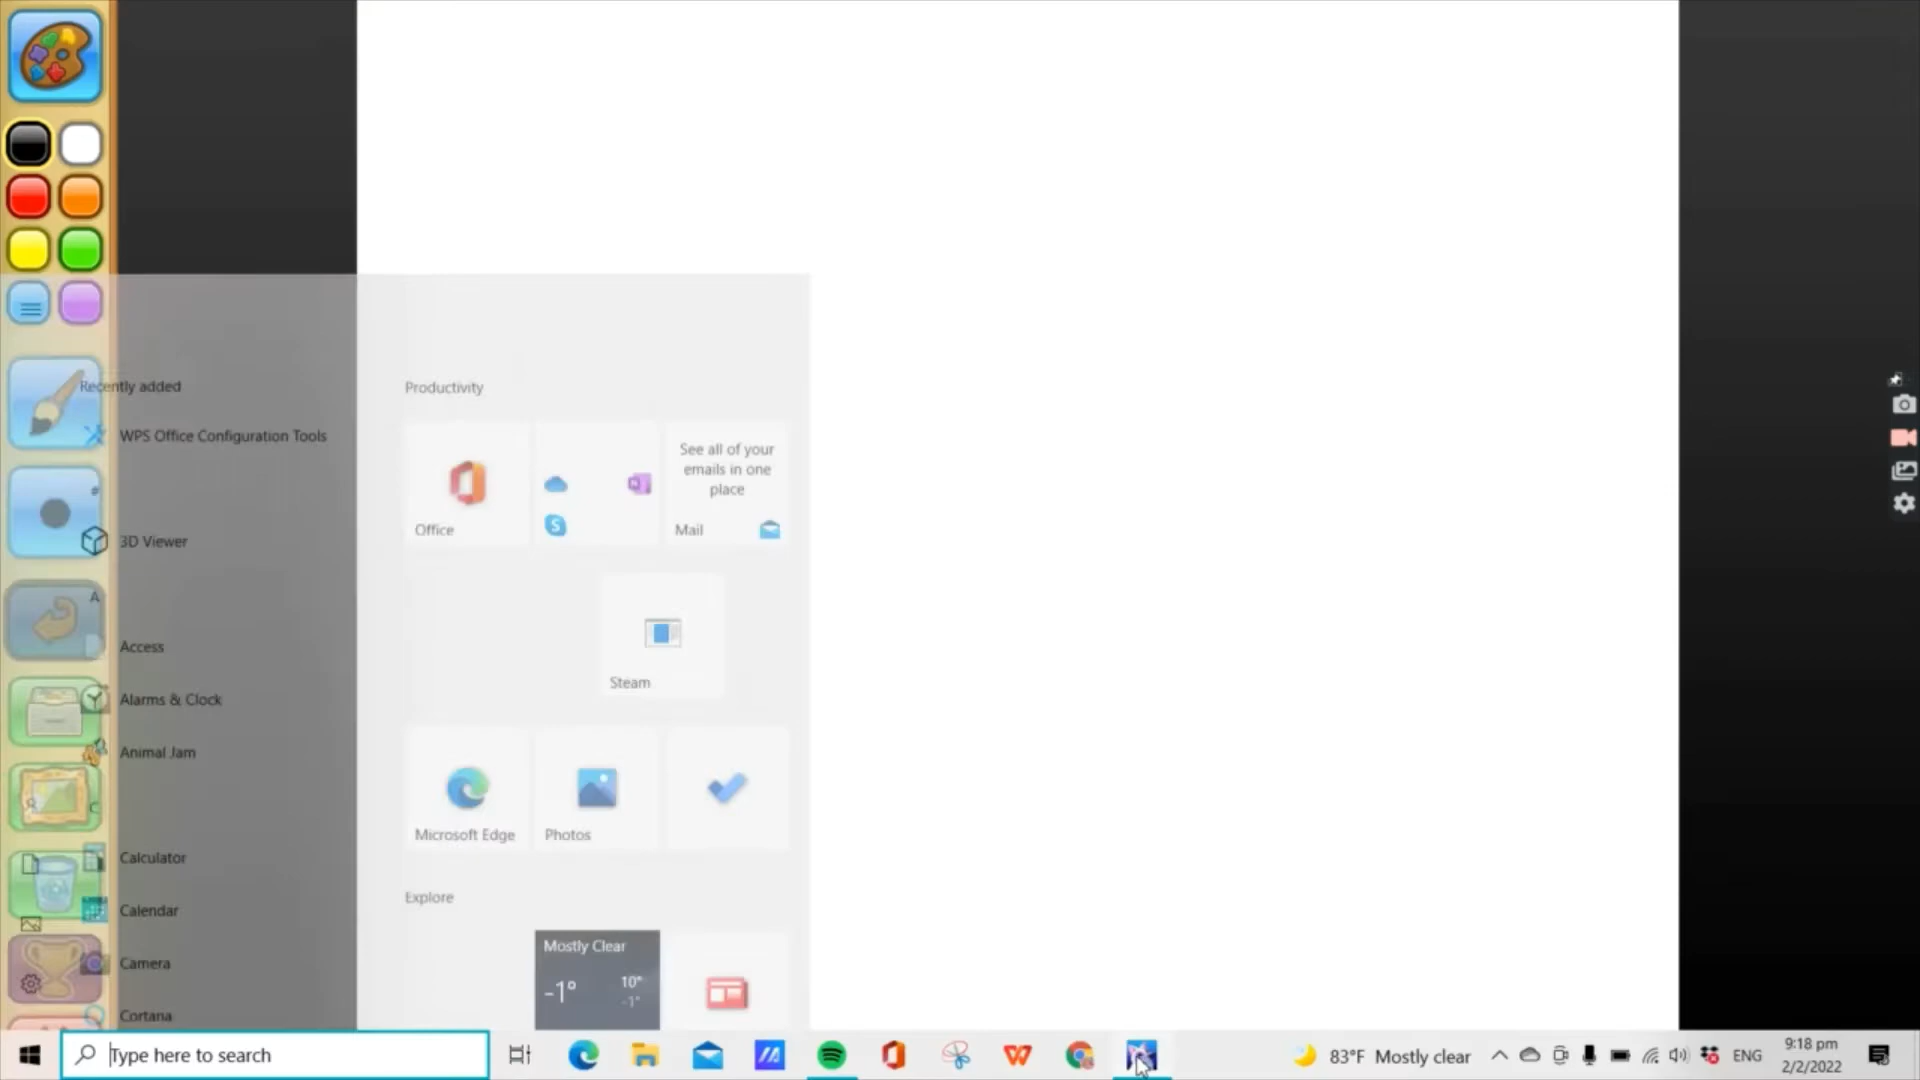 Recently added
WPS Office Configuration Tools
#
3D Viewer
A
Access
Alarms & Clock
Animal Jam
C
Calculator
Calendar
Camera
Cortana
Productivity
Office
See all of your
emails in one
place
Mail
Steam
Microsoft Edge
Photos
Explore
Mostly Clear
-1°
10°
-1°
Type here to search
83°F Mostly clear
ENG
9:18 pm
2/2/2022